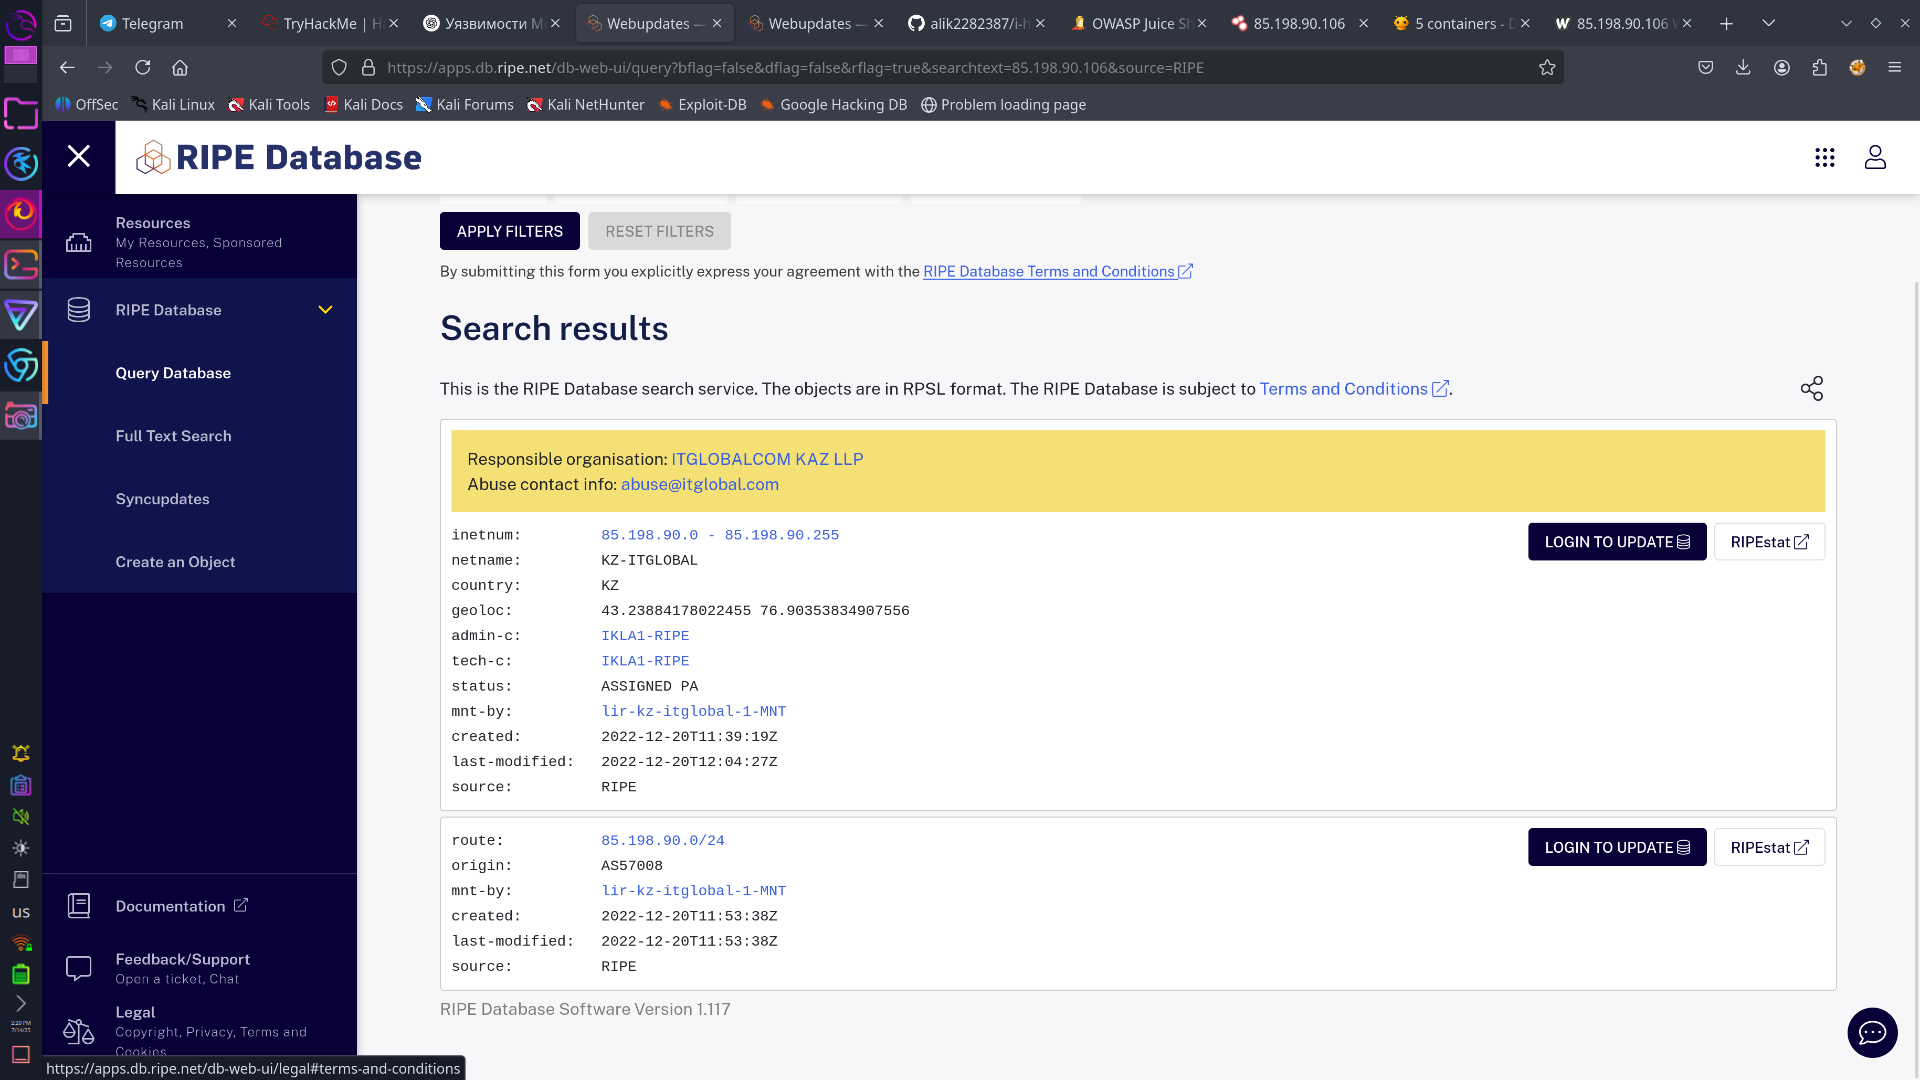 Telegram
TryHackMe | H
Уязвимости М
Webupdates —
Webupdates —
alik2282387/i-h
OWASP Juice Sh
85.198.90.106
5 containers - D
85.198.90.106 W
https://apps.db.ripe.net/db-web-ui/query?bflag=false&dflag=false&rflag=true&searchtext=85.198.90.106&source=RIPE
OffSec
Kali Linux
Kali Tools
Kali Docs
Kali Forums
Kali NetHunter
Exploit-DB
Google Hacking DB
Problem loading page
RIPE Database
Resources
My Resources, Sponsored
Resources
RIPE Database
Query Database
Full Text Search
Syncupdates
Create an Object
Documentation
Feedback/Support
Open a ticket, Chat
Legal
Copyright, Privacy, Terms and
Cookies
APPLY FILTERS
RESET FILTERS
By submitting this form you explicitly express your agreement with the RIPE Database Terms and Conditions
Search results
This is the RIPE Database search service. The objects are in RPSL format. The RIPE Database is subject to Terms and Conditions.
Responsible organisation: ITGLOBALCOM KAZ LLP
Abuse contact info: abuse@itglobal.com
LOGIN TO UPDATE
RIPEstat
inetnum: 85.198.90.0 - 85.198.90.255
netname: KZ-ITGLOBAL
country: KZ
geoloc: 43.23884178022455 76.90353834907556
admin-c: IKLA1-RIPE
tech-c: IKLA1-RIPE
status: ASSIGNED PA
mnt-by: lir-kz-itglobal-1-MNT
created: 2022-12-20T11:39:19Z
last-modified: 2022-12-20T12:04:27Z
source: RIPE
LOGIN TO UPDATE
RIPEstat
route: 85.198.90.0/24
origin: AS57008
mnt-by: lir-kz-itglobal-1-MNT
created: 2022-12-20T11:53:38Z
last-modified: 2022-12-20T11:53:38Z
source: RIPE
RIPE Database Software Version 1.117
us
2:20 PM
7/14/25
https://apps.db.ripe.net/db-web-ui/legal#terms-and-conditions